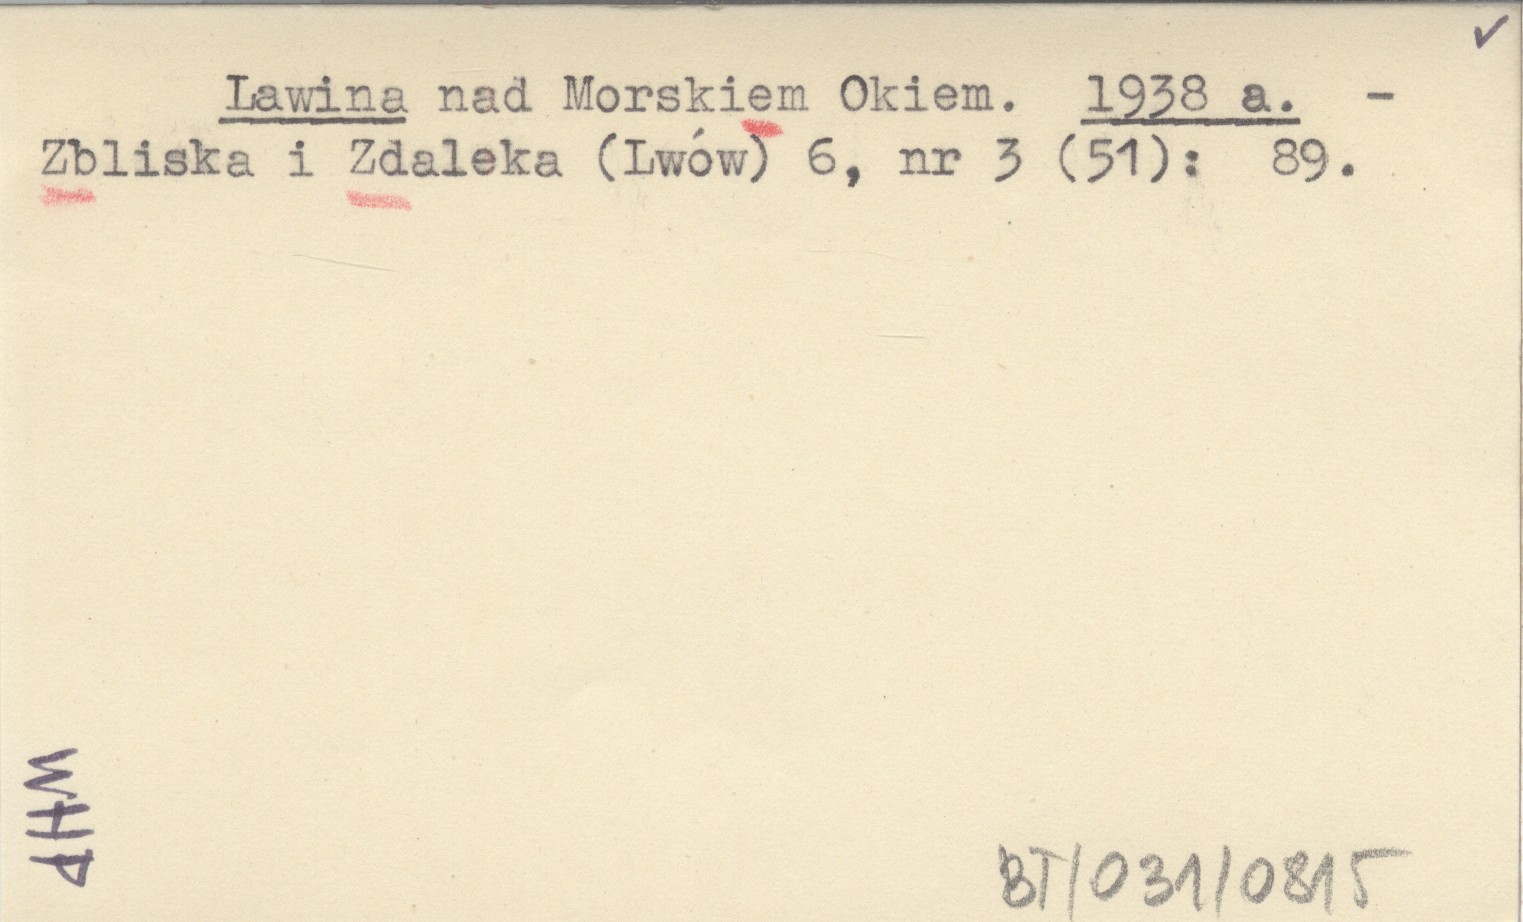 Lawina nad Morskiem Okiem. 1938 a. -
Zbliska i Zdaleka (Lwów) 6, nr 3 (51): 89.
WHP
BT/031/0815